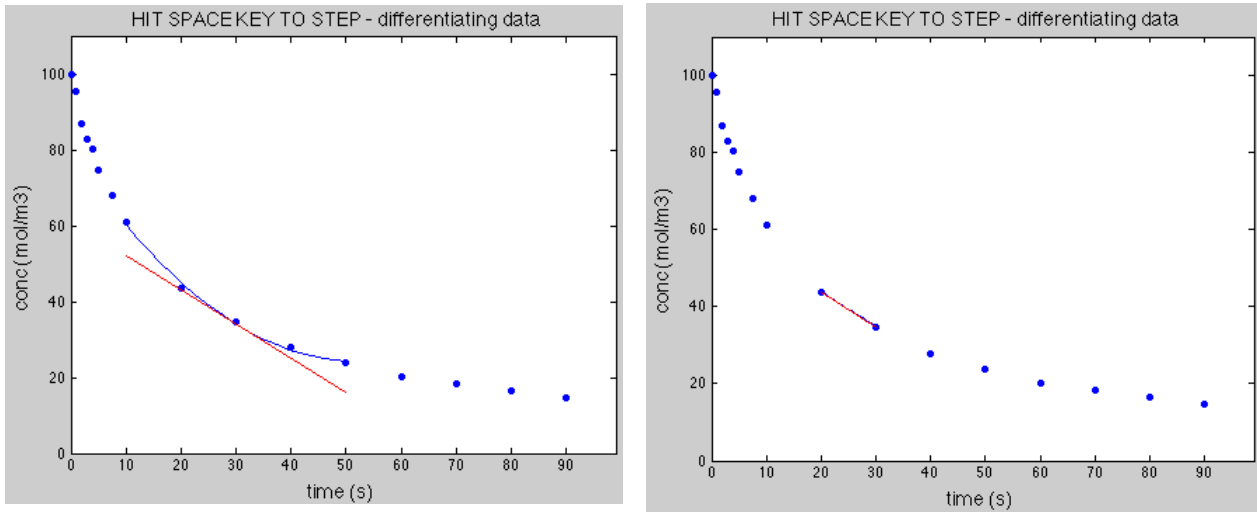 HIT SPACE KEY TO STEP - differentiating data
100
80
60
40
20
0
conc (mol/m3)
0 10 20 30 40 50 60 70 80 90
time (s)
HIT SPACE KEY TO STEP - differentiating data
100
80
60
40
20
0
conc (mol/m3)
0 10 20 30 40 50 60 70 80 90
time (s)